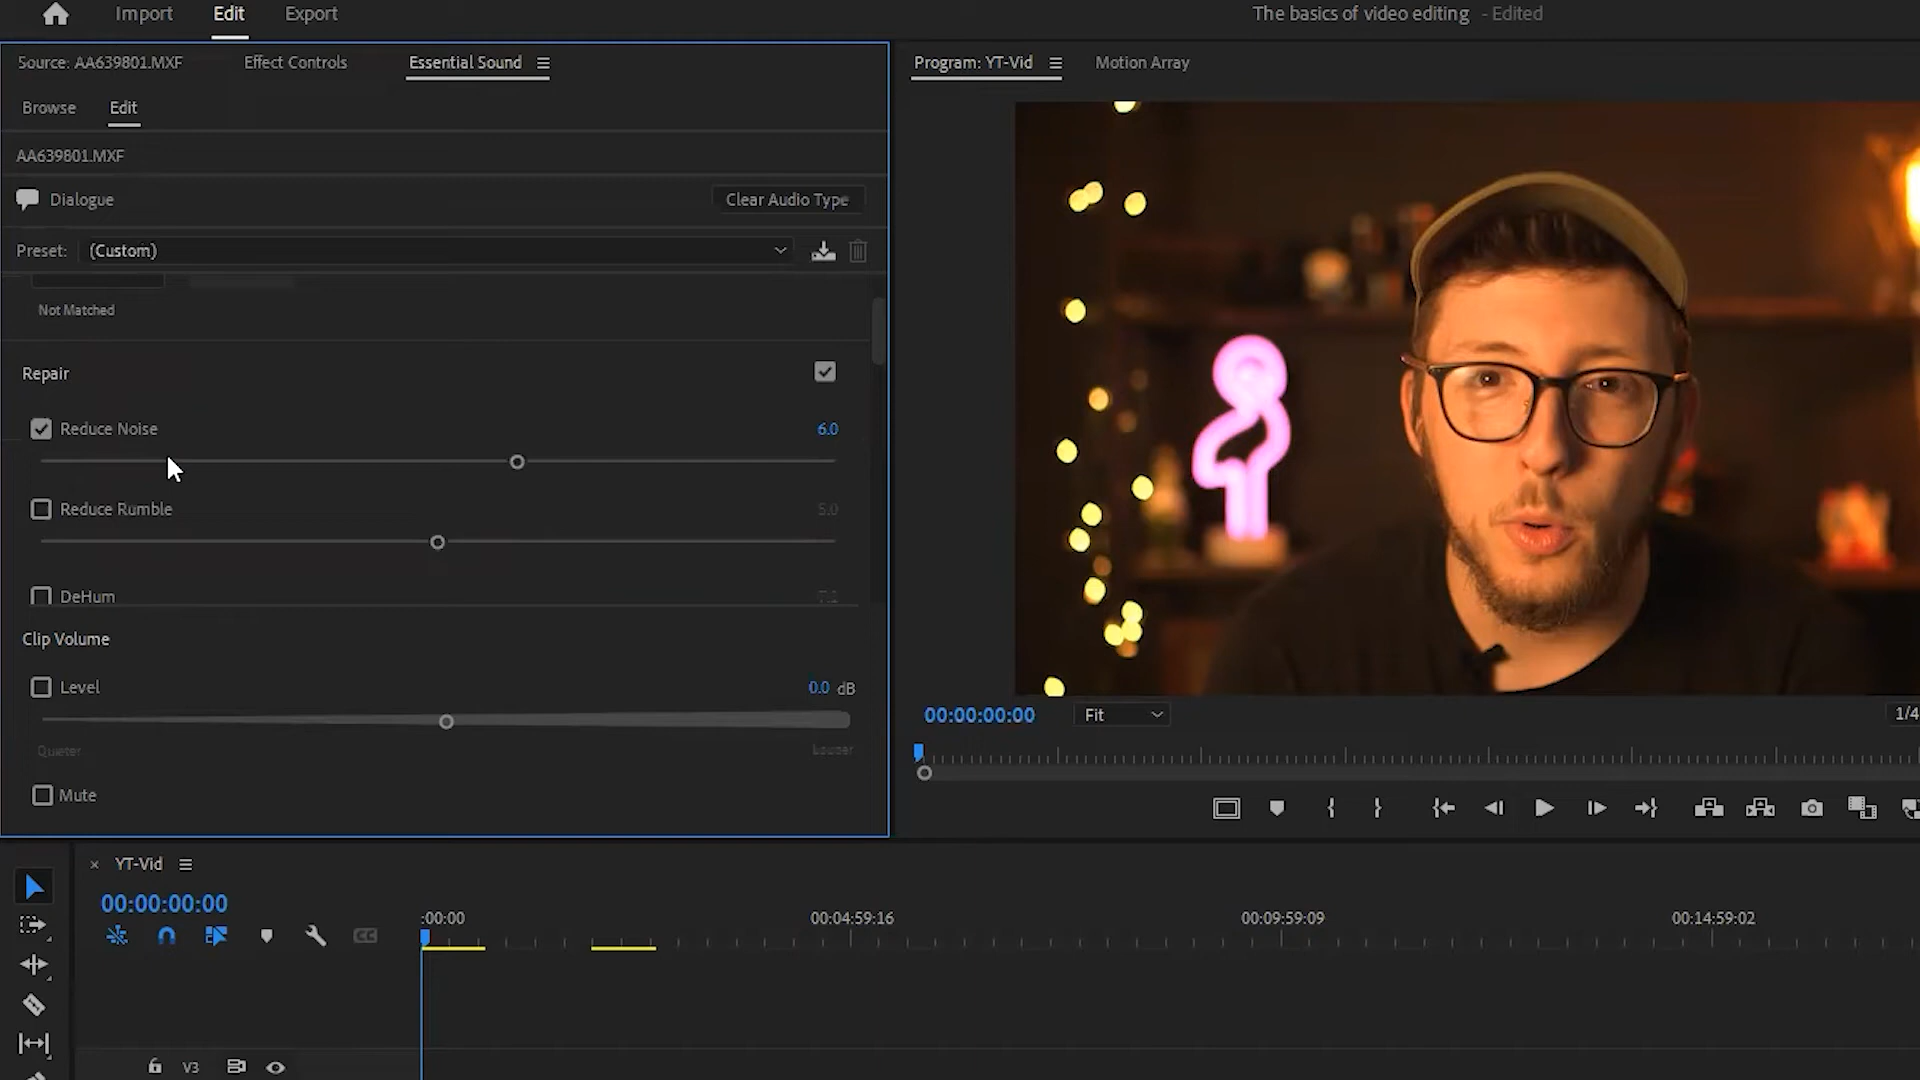 Import Edit Export
The basics of video editing - Edited
Source: AA639801.MXF Effect Controls Essential Sound
Program: YT-Vid Motion Array
Browse Edit
AA639801.MXF
Dialogue Clear Audio Type
Preset: (Custom)
Not Matched
Repair
Reduce Noise 6.0
Reduce Rumble 5.0
DeHum
Clip Volume
Level 0.0 dB
Quieter Louder
Mute
00:00:00:00 Fit 1/4
YT-Vid
00:00:00:00
:00:00 00:04:59:16 00:09:59:09 00:14:59:02
CC
V3